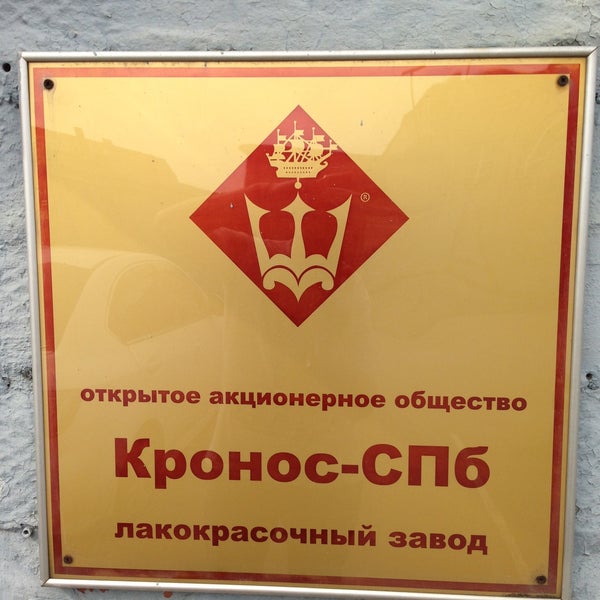 ®
открытое акционерное общество
Кронос-СПб
лакокрасочный завод